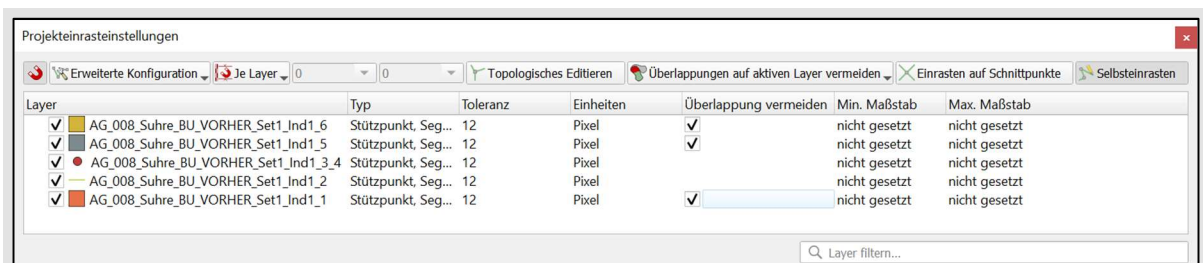 Projekteinrasteinstellungen
Erweiterte Konfiguration Je Layer 0 0 Topologisches Editieren Überlappungen auf aktiven Layer vermeiden Einrasten auf Schnittpunkte Selbsteinrasten
Layer Typ Toleranz Einheiten Überlappung vermeiden Min. Maßstab Max. Maßstab
AG_008_Suhre_BU_VORHER_Set1_Ind1_6 Stützpunkt, Seg... 12 Pixel nicht gesetzt nicht gesetzt
AG_008_Suhre_BU_VORHER_Set1_Ind1_5 Stützpunkt, Seg... 12 Pixel nicht gesetzt nicht gesetzt
AG_008_Suhre_BU_VORHER_Set1_Ind1_3_4 Stützpunkt, Seg... 12 Pixel nicht gesetzt nicht gesetzt
AG_008_Suhre_BU_VORHER_Set1_Ind1_2 Stützpunkt, Seg... 12 Pixel nicht gesetzt nicht gesetzt
AG_008_Suhre_BU_VORHER_Set1_Ind1_1 Stützpunkt, Seg... 12 Pixel nicht gesetzt nicht gesetzt
Layer filtern...